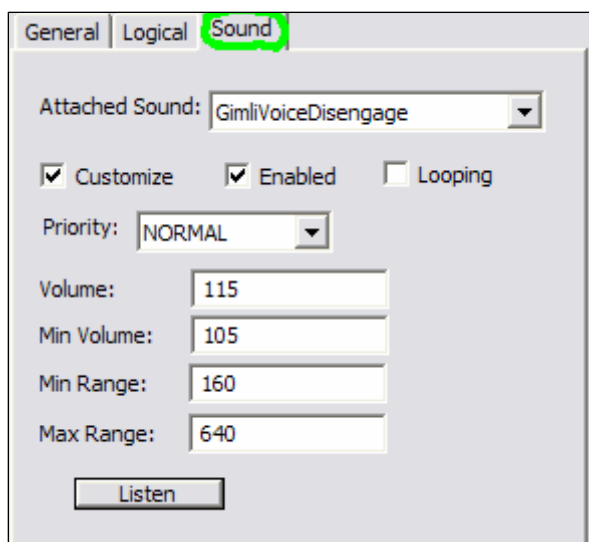 General Logical Sound
Attached Sound: GimliVoiceDisengage
Customize Enabled Looping
Priority: NORMAL
Volume: 115
Min Volume: 105
Min Range: 160
Max Range: 640
Listen